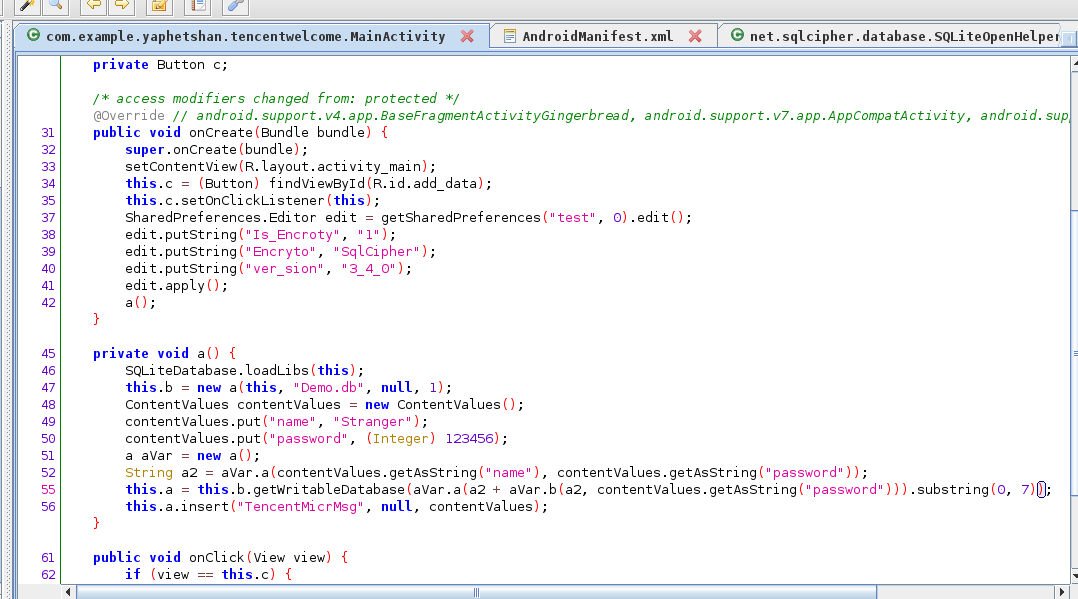 com.example.yaphetshan.tencentwelcome.MainActivity AndroidManifest.xml net.sqlcipher.database.SQLiteOpenHelper
private Button c;
/* access modifiers changed from: protected */
@Override // android.support.v4.app.BaseFragmentActivityGingerbread, android.support.v7.app.AppCompatActivity, android.sup
31 public void onCreate(Bundle bundle) {
32 super.onCreate(bundle);
33 setContentView(R.layout.activity_main);
34 this.c = (Button) findViewById(R.id.add_data);
35 this.c.setOnClickListener(this);
37 SharedPreferences.Editor edit = getSharedPreferences("test", 0).edit();
38 edit.putString("Is_Encroty", "1");
39 edit.putString("Encryto", "SqlCipher");
40 edit.putString("ver_sion", "3_4_0");
41 edit.apply();
42 a();
}
45 private void a() {
46 SQLiteDatabase.loadLibs(this);
47 this.b = new a(this, "Demo.db", null, 1);
48 ContentValues contentValues = new ContentValues();
49 contentValues.put("name", "Stranger");
50 contentValues.put("password", (Integer) 123456);
51 a aVar = new a();
52 String a2 = aVar.a(contentValues.getAsString("name"), contentValues.getAsString("password"));
55 this.a = this.b.getWritableDatabase(aVar.a(a2 + aVar.b(a2, contentValues.getAsString("password"))).substring(0, 7));
56 this.a.insert("TencentMicrMsg", null, contentValues);
}
61 public void onClick(View view) {
62 if (view == this.c) {